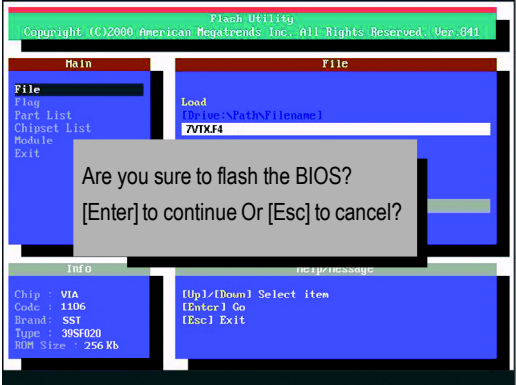 Flash Utility
Copyright (C)2000 American Megatrends Inc. All Rights Reserved. Ver.841
Main
File
Flag
Part List
Chipset List
Module
Exit
File
Load
[Drive:\Path\Filename]
7VTX.F4
Are you sure to flash the BIOS?
[Enter] to continue Or [Esc] to cancel?
Info
Chip : VIA
Code : 1106
Brand: SST
Type : 39SF020
ROM Size : 256 Kb
Help/Message
[Up]/[Down] Select item
[Enter] Go
[Esc] Exit